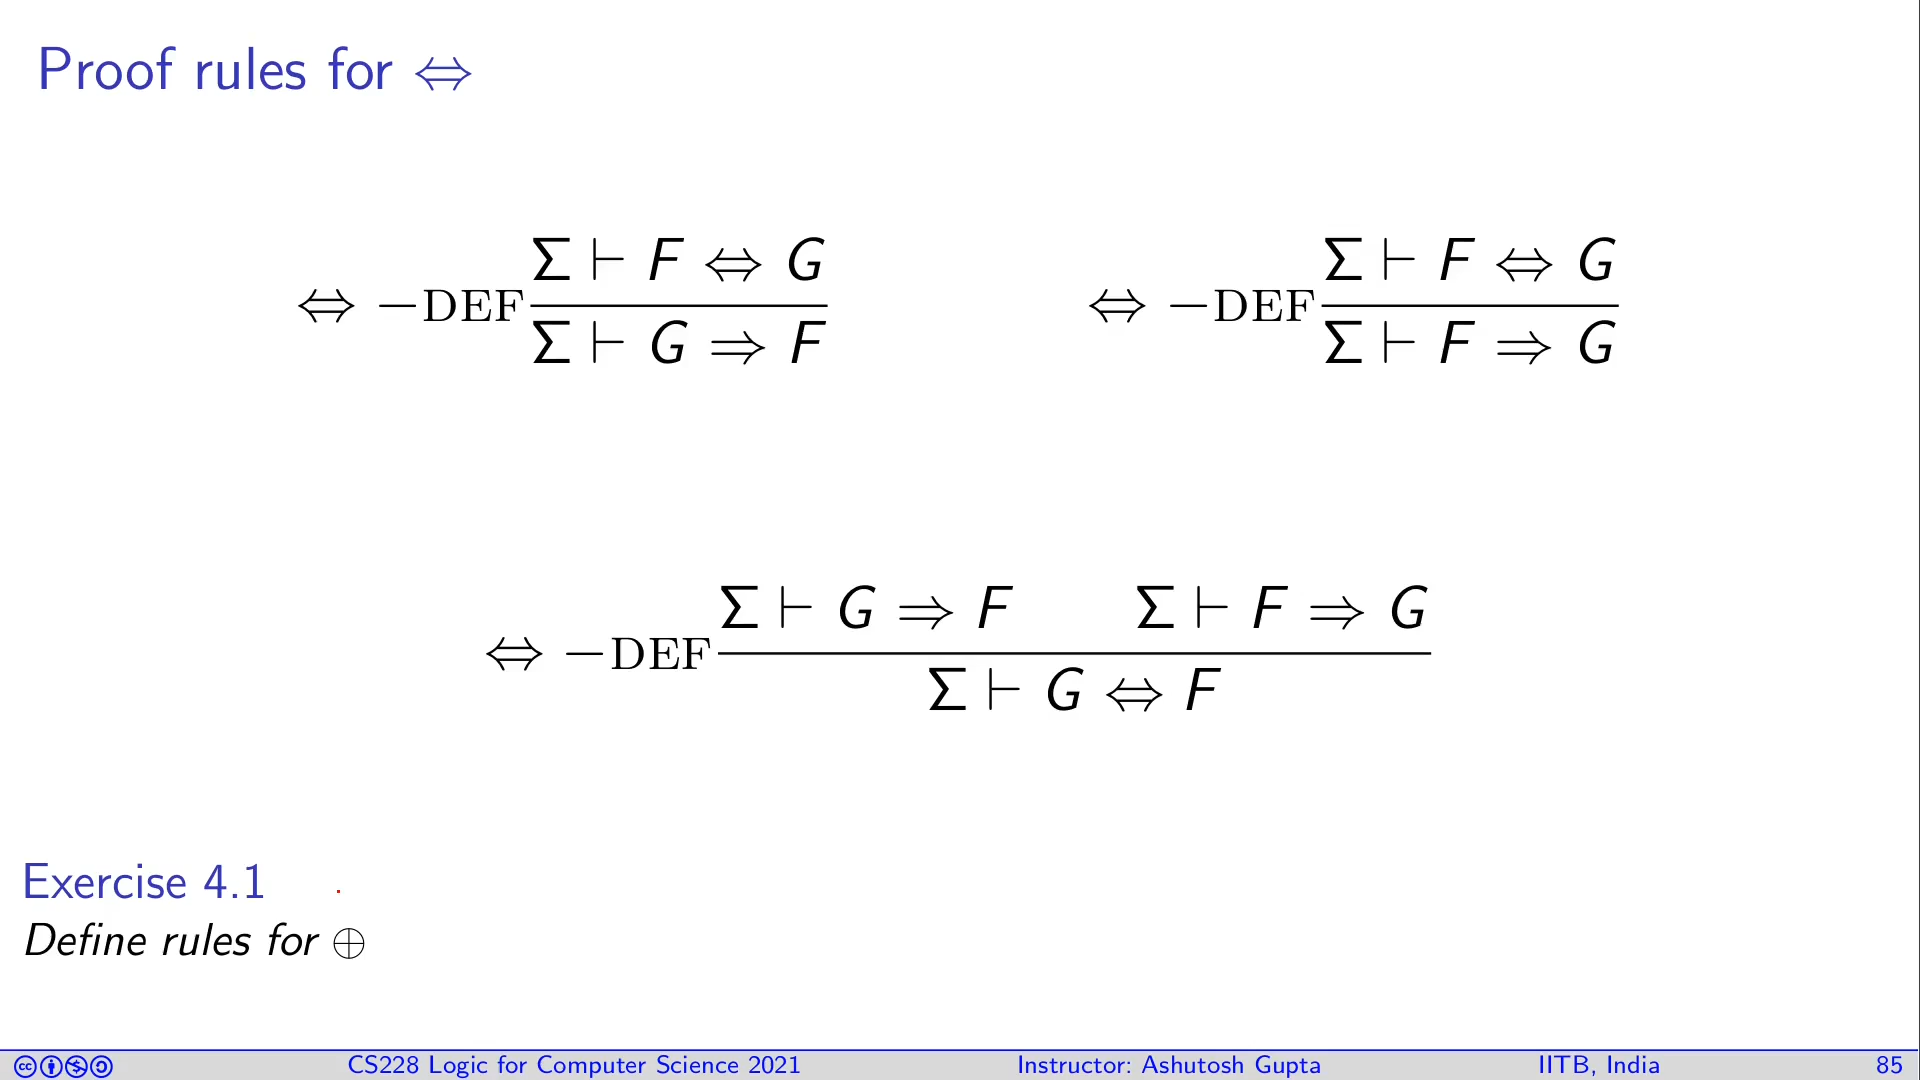 Proof rules for ⇔
⇔ −DEF Σ ⊢ F ⇔ G
Σ ⊢ G ⇒ F
⇔ −DEF Σ ⊢ F ⇔ G
Σ ⊢ F ⇒ G
⇔ −DEF Σ ⊢ G ⇒ F Σ ⊢ F ⇒ G
Σ ⊢ G ⇔ F
Exercise 4.1
Define rules for ⊕
CS228 Logic for Computer Science 2021 Instructor: Ashutosh Gupta IITB, India 85